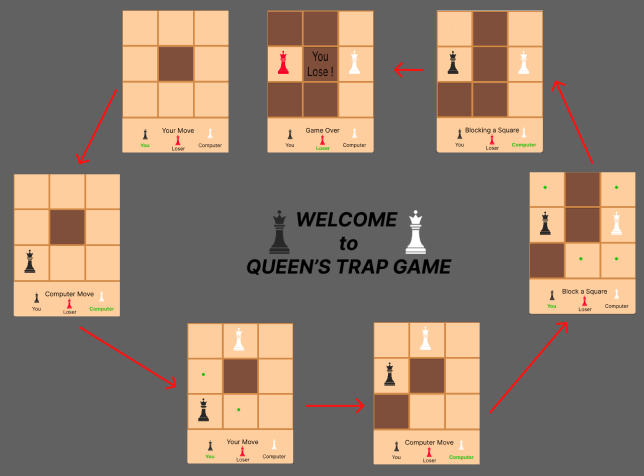 Your Move
You
Loser
Computer
You
Lose !
Game Over
You
Loser
Computer
Blocking a Square
You
Loser
Computer
Computer Move
You
Loser
Computer
WELCOME
to
QUEEN'S TRAP GAME
Block a Square
You
Loser
Computer
Your Move
You
Loser
Computer
Computer Move
You
Loser
Computer